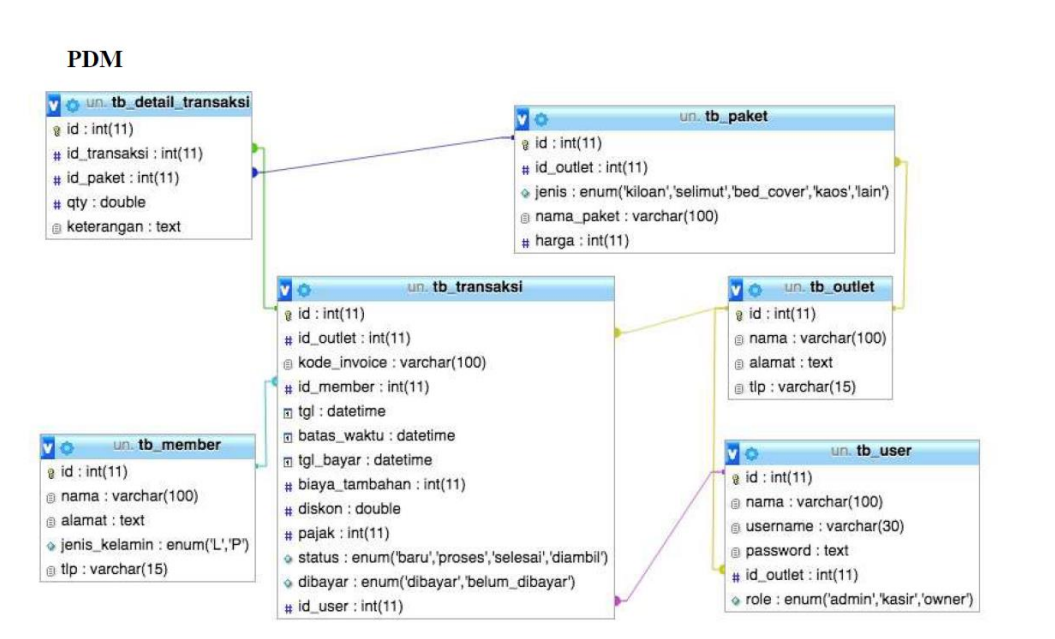 PDM
un. tb_detail_transaksi
id : int(11)
# id_transaksi : int(11)
# id_paket : int(11)
# qty : double
keterangan : text
un. tb_paket
id : int(11)
# id_outlet : int(11)
jenis : enum('kiloan','selimut','bed_cover','kaos','lain')
nama_paket : varchar(100)
# harga : int(11)
un. tb_transaksi
id : int(11)
# id_outlet : int(11)
kode_invoice : varchar(100)
# id_member : int(11)
tgl : datetime
batas_waktu : datetime
tgl_bayar : datetime
# biaya_tambahan : int(11)
# diskon : double
# pajak : int(11)
status : enum('baru','proses','selesai','diambil')
dibayar : enum('dibayar','belum_dibayar')
# id_user : int(11)
un. tb_outlet
id : int(11)
nama : varchar(100)
alamat : text
tlp : varchar(15)
un. tb_member
id : int(11)
nama : varchar(100)
alamat : text
jenis_kelamin : enum('L','P')
tlp : varchar(15)
un. tb_user
id : int(11)
nama : varchar(100)
username : varchar(30)
password : text
# id_outlet : int(11)
role : enum('admin','kasir','owner')